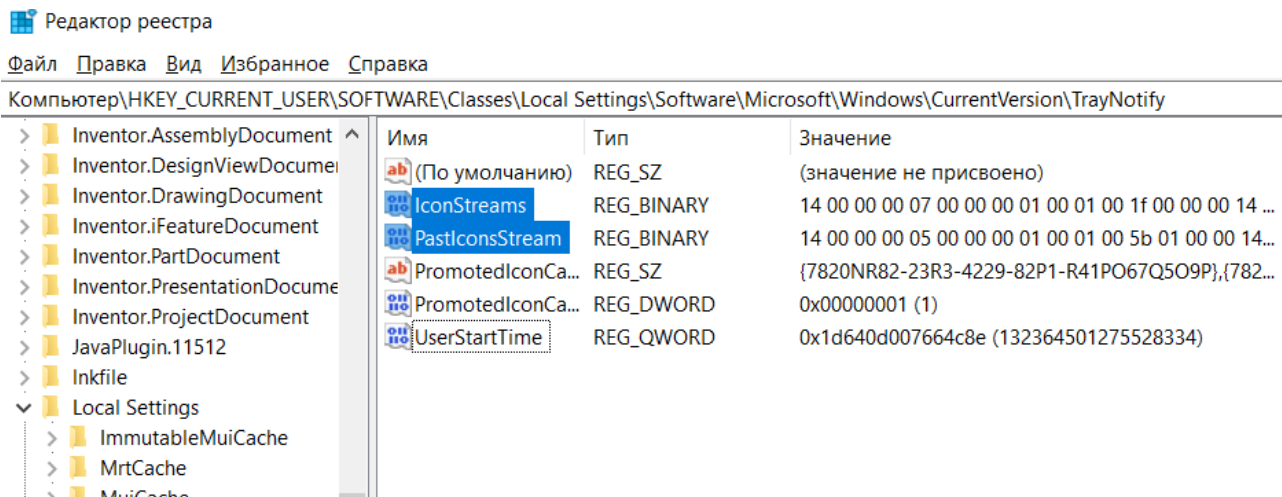 Редактор реестра
Файл Правка Вид Избранное Справка
Компьютер\HKEY_CURRENT_USER\SOFTWARE\Classes\Local Settings\Software\Microsoft\Windows\CurrentVersion\TrayNotify
Inventor.AssemblyDocument
Inventor.DesignViewDocumer
Inventor.DrawingDocument
Inventor.iFeatureDocument
Inventor.PartDocument
Inventor.PresentationDocume
Inventor.ProjectDocument
JavaPlugin.11512
Inkfile
Local Settings
ImmutableMuiCache
MrtCache
MuiCache
Имя Тип Значение
(По умолчанию) REG_SZ (значение не присвоено)
IconStreams REG_BINARY 14 00 00 00 07 00 00 00 01 00 01 00 1f 00 00 00 14 ...
PastIconsStream REG_BINARY 14 00 00 00 05 00 00 00 01 00 01 00 5b 01 00 00 14...
PromotedIconCa... REG_SZ {7820NR82-23R3-4229-82P1-R41PO67Q5O9P},{782...
PromotedIconCa... REG_DWORD 0x00000001 (1)
UserStartTime REG_QWORD 0x1d640d007664c8e (132364501275528334)